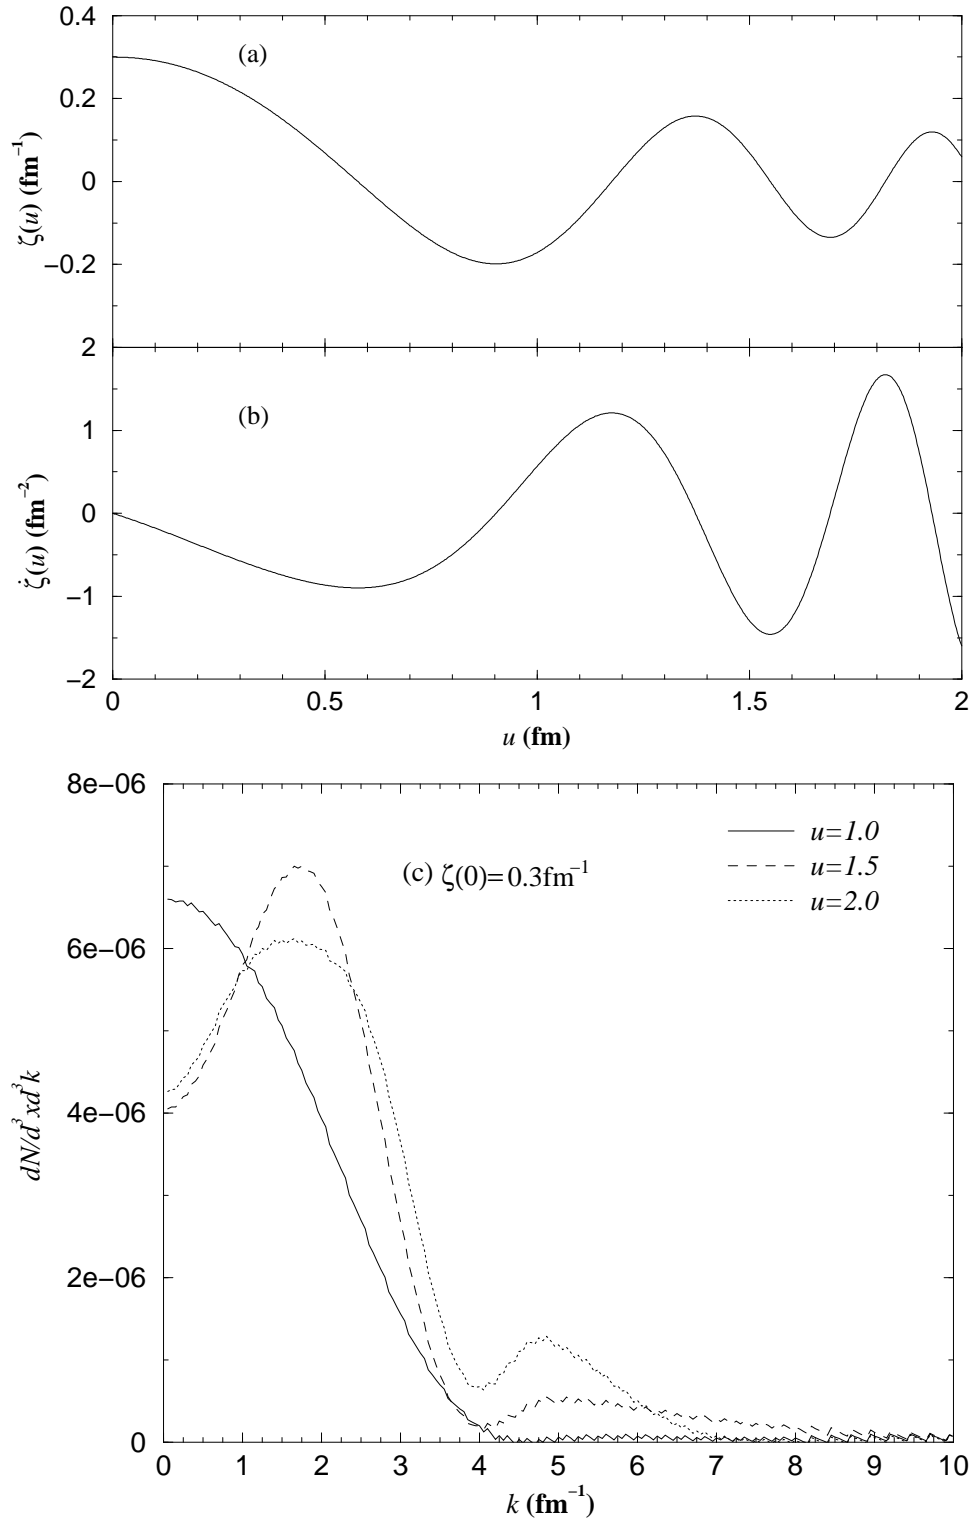 0.4
(a)
0.2
0
−0.2
ζ(u) (fm⁻¹)
2
(b)
1
0
−1
−2
ζ̇(u) (fm⁻²)
0 0.5 1 1.5 2
u (fm)
8e−06
u=1.0
(c) ζ(0)=0.3fm⁻¹
u=1.5
u=2.0
6e−06
4e−06
2e−06
0
dN/d³xd³k
0 1 2 3 4 5 6 7 8 9 10
k (fm⁻¹)